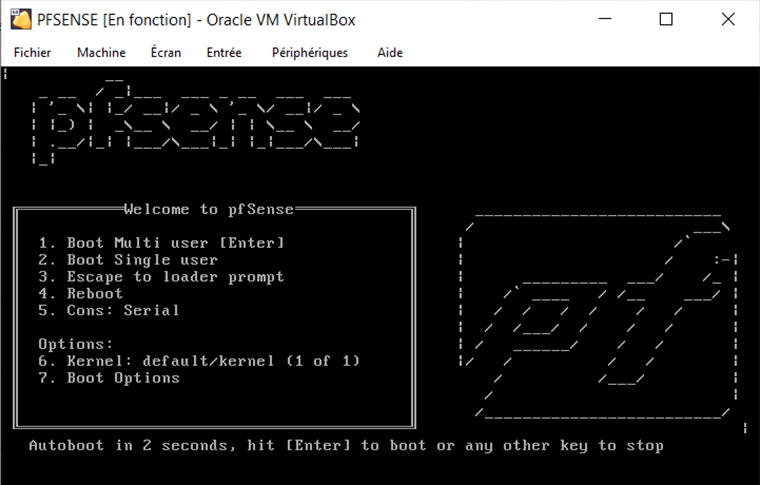 PFSENSE [En fonction] - Oracle VM VirtualBox
Fichier Machine Écran Entrée Périphériques Aide
pfsense
Welcome to pfSense
1. Boot Multi user [Enter]
2. Boot Single user
3. Escape to loader prompt
4. Reboot
5. Cons: Serial
Options:
6. Kernel: default/kernel (1 of 1)
7. Boot Options
pf
Autoboot in 2 seconds, hit [Enter] to boot or any other key to stop